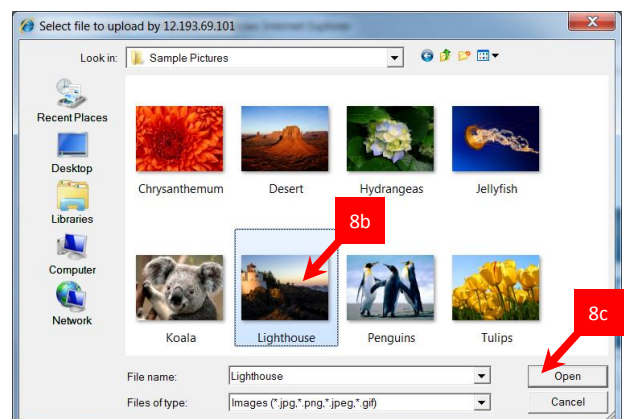 Select file to upload by 12.193.69.101
Look in: Sample Pictures
Recent Places
Desktop
Libraries
Computer
Network
Chrysanthemum Desert Hydrangeas Jellyfish
8b
Koala Lighthouse Penguins Tulips
8c
File name: Lighthouse Open
Files of type: Images (*.jpg,*.png,*.jpeg,*.gif) Cancel